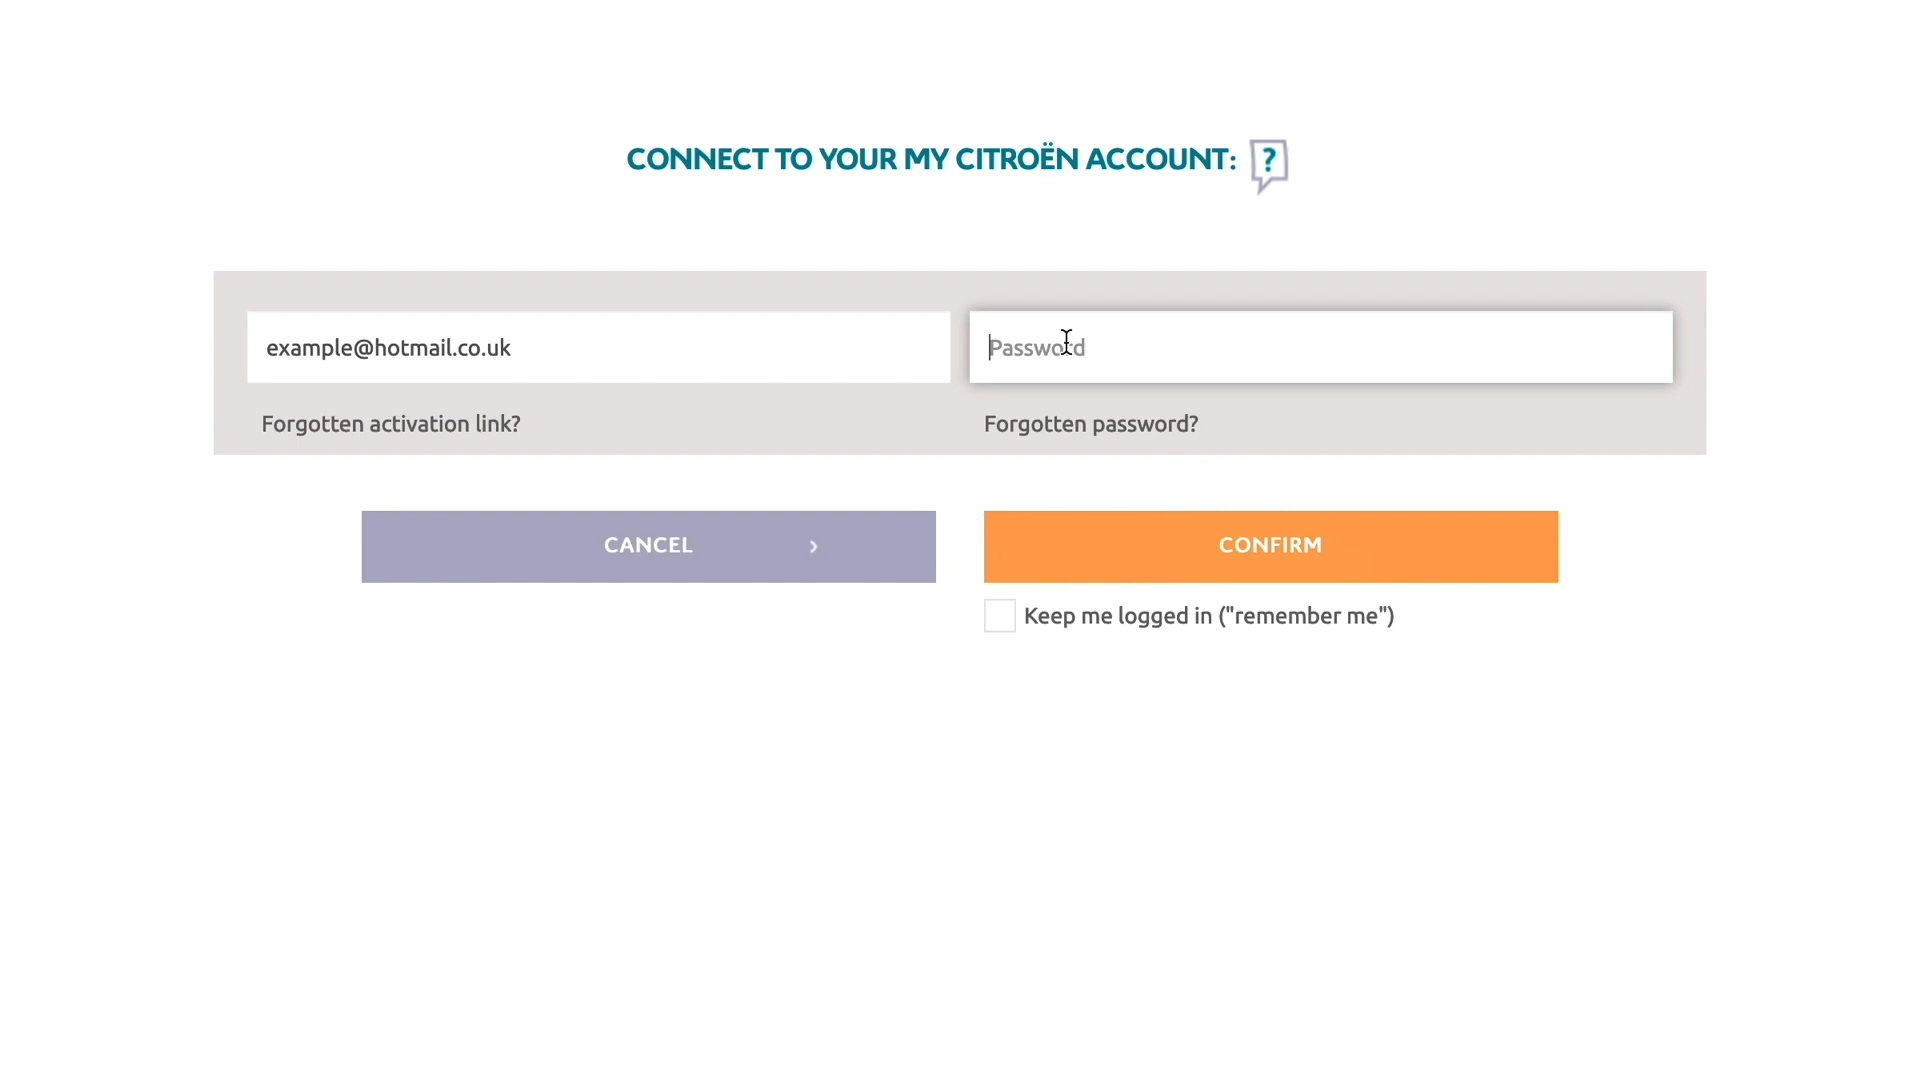 CONNECT TO YOUR MY CITROËN ACCOUNT: ?
example@hotmail.co.uk
Password
Forgotten activation link?
Forgotten password?
CANCEL ›
CONFIRM
Keep me logged in ("remember me")